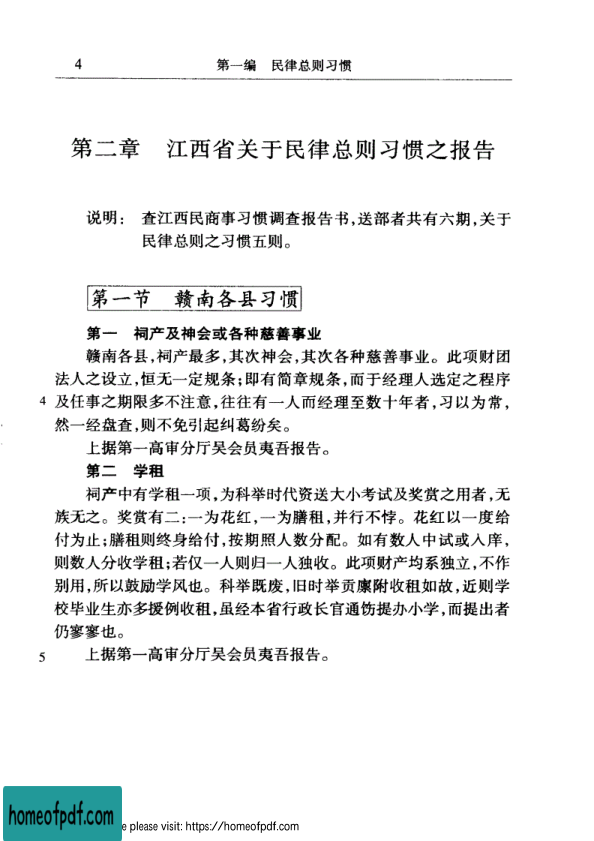 4 第一编 民律总则习惯
第二章 江西省关于民律总则习惯之报告
说明： 查江西民商事习惯调查报告书，送部者共有六期，关于
民律总则之习惯五则。
第一节 赣南各县习惯
第一 祠产及神会或各种慈善事业
赣南各县，祠产最多，其次神会，其次各种慈善事业。此项财团
法人之设立，恒无一定规条；即有简章规条，而于经理人选定之程序
4 及任事之期限多不注意，往往有一人而经理至数十年者，习以为常，
然一经盘查，则不免引起纠葛纷矣。
上据第一高审分厅吴会员夷吾报告。
第二 学租
祠产中有学租一项，为科举时代资送大小考试及奖赏之用者，无
族无之。奖赏有二：一为花红，一为膳租，并行不悖。花红以一度给
付为止；膳租则终身给付，按期照人数分配。如有数人中试或入庠，
则数人分收学租；若仅一人则归一人独收。此项财产均系独立，不作
别用，所以鼓励学风也。科举既废，旧时举贡廪附收租如故，近则学
校毕业生亦多援例收租，虽经本省行政长官通饬提办小学，而提出者
仍寥寥也。
5 上据第一高审分厅吴会员夷吾报告。
homeofpdf.com
e please visit: https://homeofpdf.com